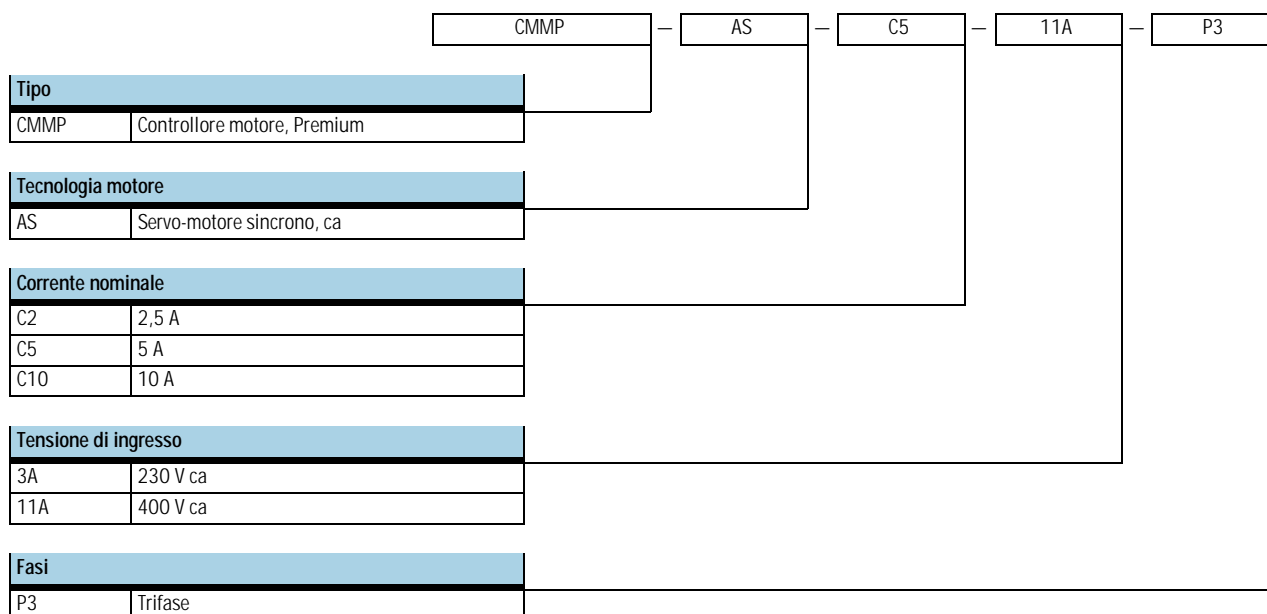 CMMP – AS – C5 – 11A – P3
Tipo
CMMP Controllore motore, Premium
Tecnologia motore
AS Servo-motore sincrono, ca
Corrente nominale
C2 2,5 A
C5 5 A
C10 10 A
Tensione di ingresso
3A 230 V ca
11A 400 V ca
Fasi
P3 Trifase